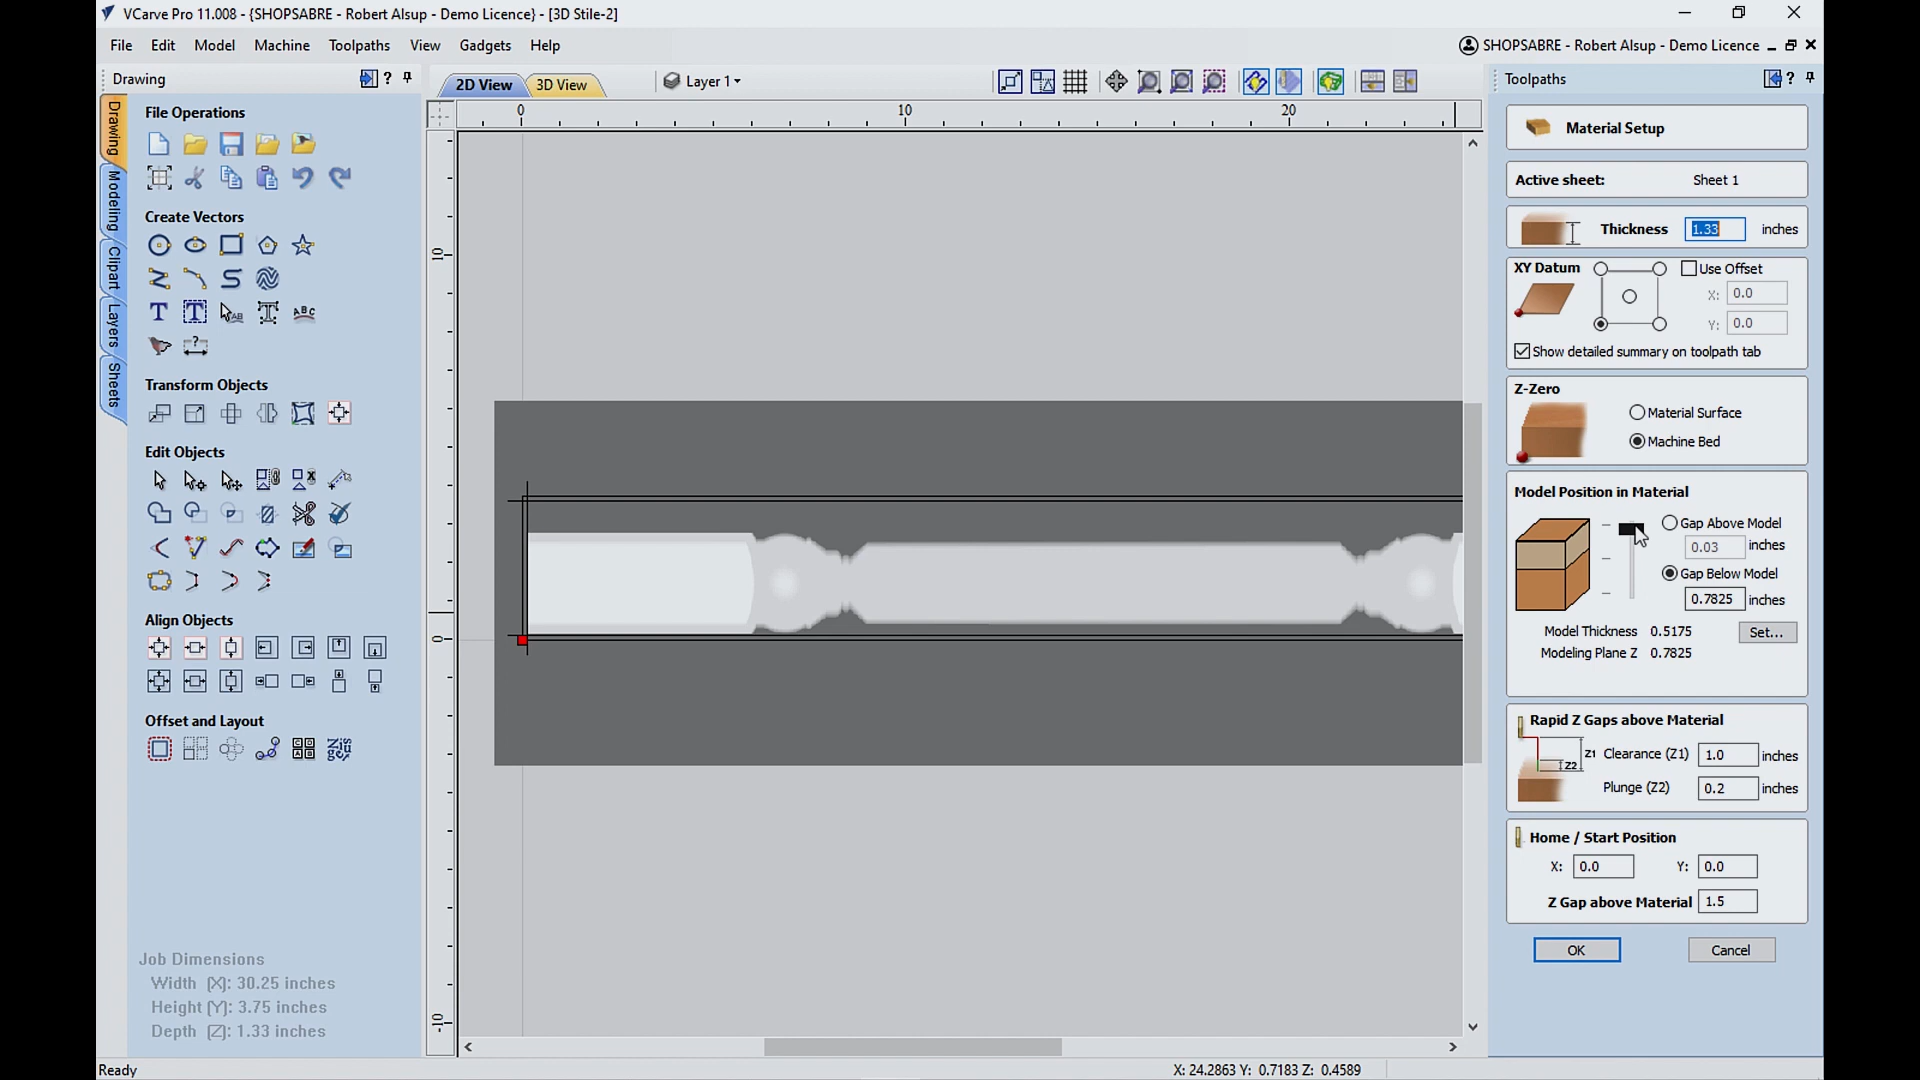 VCarve Pro 11.008 - {SHOPSABRE - Robert Alsup - Demo Licence} - [3D Stile-2]
File Edit Model Machine Toolpaths View Gadgets Help
SHOPSABRE - Robert Alsup - Demo Licence
Drawing
2D View
3D View
Layer 1
Toolpaths
Drawing
Modeling
Clipart
Layers
Sheets
File Operations
Create Vectors
Transform Objects
Edit Objects
Align Objects
Offset and Layout
Job Dimensions
Width (X): 30.25 inches
Height (Y): 3.75 inches
Depth (Z): 1.33 inches
0 10 20
10
0
-10
Material Setup
Active sheet: Sheet 1
Thickness 1.33 inches
XY Datum
Use Offset
X: 0.0
Y: 0.0
Show detailed summary on toolpath tab
Z-Zero
Material Surface
Machine Bed
Model Position in Material
Gap Above Model
0.03 inches
Gap Below Model
0.7825 inches
Model Thickness 0.5175
Set...
Modeling Plane Z 0.7825
Rapid Z Gaps above Material
Z1 Clearance (Z1) 1.0 inches
Z2
Plunge (Z2) 0.2 inches
Home / Start Position
X: 0.0 Y: 0.0
Z Gap above Material 1.5
OK Cancel
Ready
X: 24.2863 Y: 0.7183 Z: 0.4589